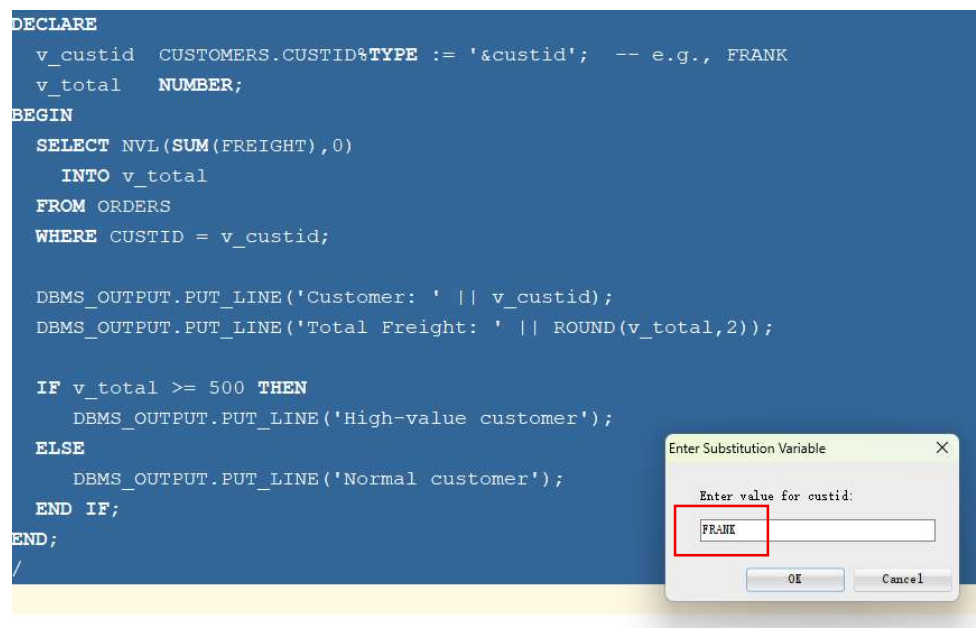 DECLARE
v_custid CUSTOMERS.CUSTID%TYPE := '&custid'; -- e.g., FRANK
v_total NUMBER;
BEGIN
SELECT NVL(SUM(FREIGHT),0)
INTO v_total
FROM ORDERS
WHERE CUSTID = v_custid;
DBMS_OUTPUT.PUT_LINE('Customer: ' || v_custid);
DBMS_OUTPUT.PUT_LINE('Total Freight: ' || ROUND(v_total,2));
IF v_total >= 500 THEN
DBMS_OUTPUT.PUT_LINE('High-value customer');
ELSE
DBMS_OUTPUT.PUT_LINE('Normal customer');
END IF;
END;
/
Enter Substitution Variable
Enter value for custid:
FRANK
OK Cancel